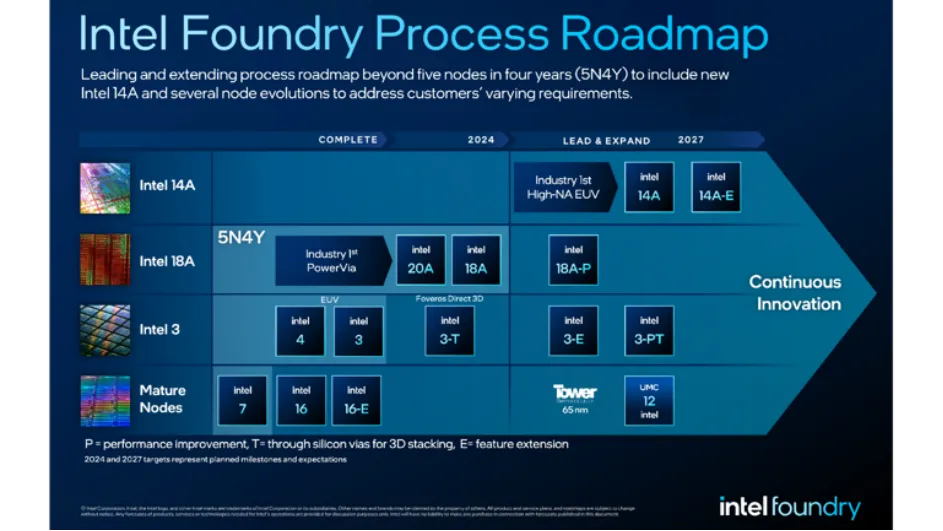 Intel Foundry Process Roadmap
Leading and extending process roadmap beyond five nodes in four years (5N4Y) to include new
Intel 14A and several node evolutions to address customers' varying requirements.
COMPLETE 2024 LEAD & EXPAND 2027
Intel 14A
Industry 1st
High-NA EUV
intel
14A
intel
14A-E
Intel 18A
5N4Y
Industry 1st
PowerVia
intel
20A
intel
18A
intel
18A-P
Continuous
Innovation
Intel 3
EUV
intel
4
intel
3
Foveros Direct 3D
intel
3-T
intel
3-E
intel
3-PT
Mature
Nodes
intel
7
intel
16
intel
16-E
Tower
65 nm
UMC
12
intel
P = performance improvement, T= through silicon vias for 3D stacking, E= feature extension
2024 and 2027 targets represent planned milestones and expectations
intel foundry